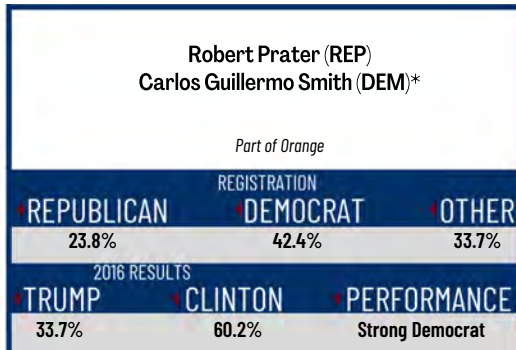 Robert Prater (REP)
Carlos Guillermo Smith (DEM)*
Part of Orange
REGISTRATION
REPUBLICAN DEMOCRAT OTHER
23.8% 42.4% 33.7%
2016 RESULTS
TRUMP CLINTON PERFORMANCE
33.7% 60.2% Strong Democrat